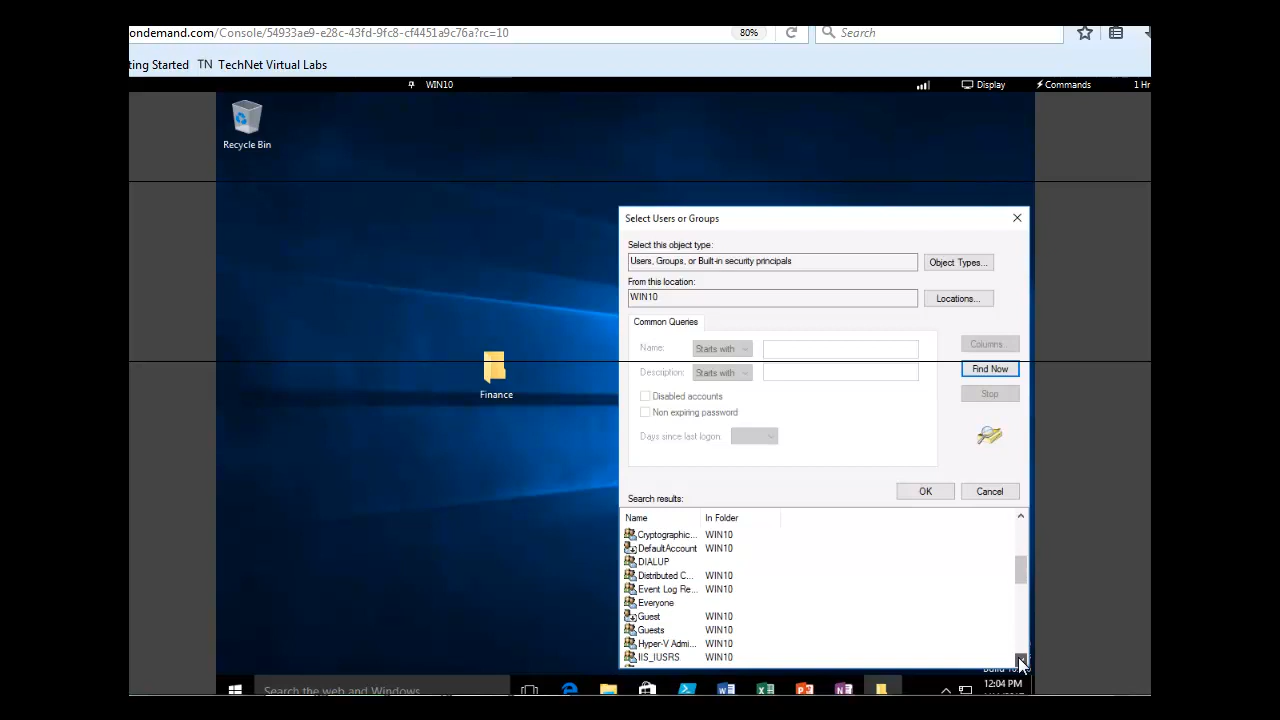 ondemand.com/Console/54933ae9-e28c-43fd-9fc8-cf4451a9c76a?rc=10 80% Search
ting Started TN TechNet Virtual Labs
WIN10 Display Commands 1 Hr
Recycle Bin
Select Users or Groups
Select this object type:
Users, Groups, or Built-in security principals Object Types...
From this location:
WIN10 Locations...
Common Queries
Name: Starts with Columns...
Description: Starts with Find Now
Disabled accounts Stop
Non expiring password
Days since last logon:
Finance
OK Cancel
Search results:
Name In Folder
Cryptographic... WIN10
DefaultAccount WIN10
DIALUP
Distributed C... WIN10
Event Log Re... WIN10
Everyone
Guest WIN10
Guests WIN10
Hyper-V Admi... WIN10
IIS_IUSRS WIN10
Search the web and Windows
12:04 PM